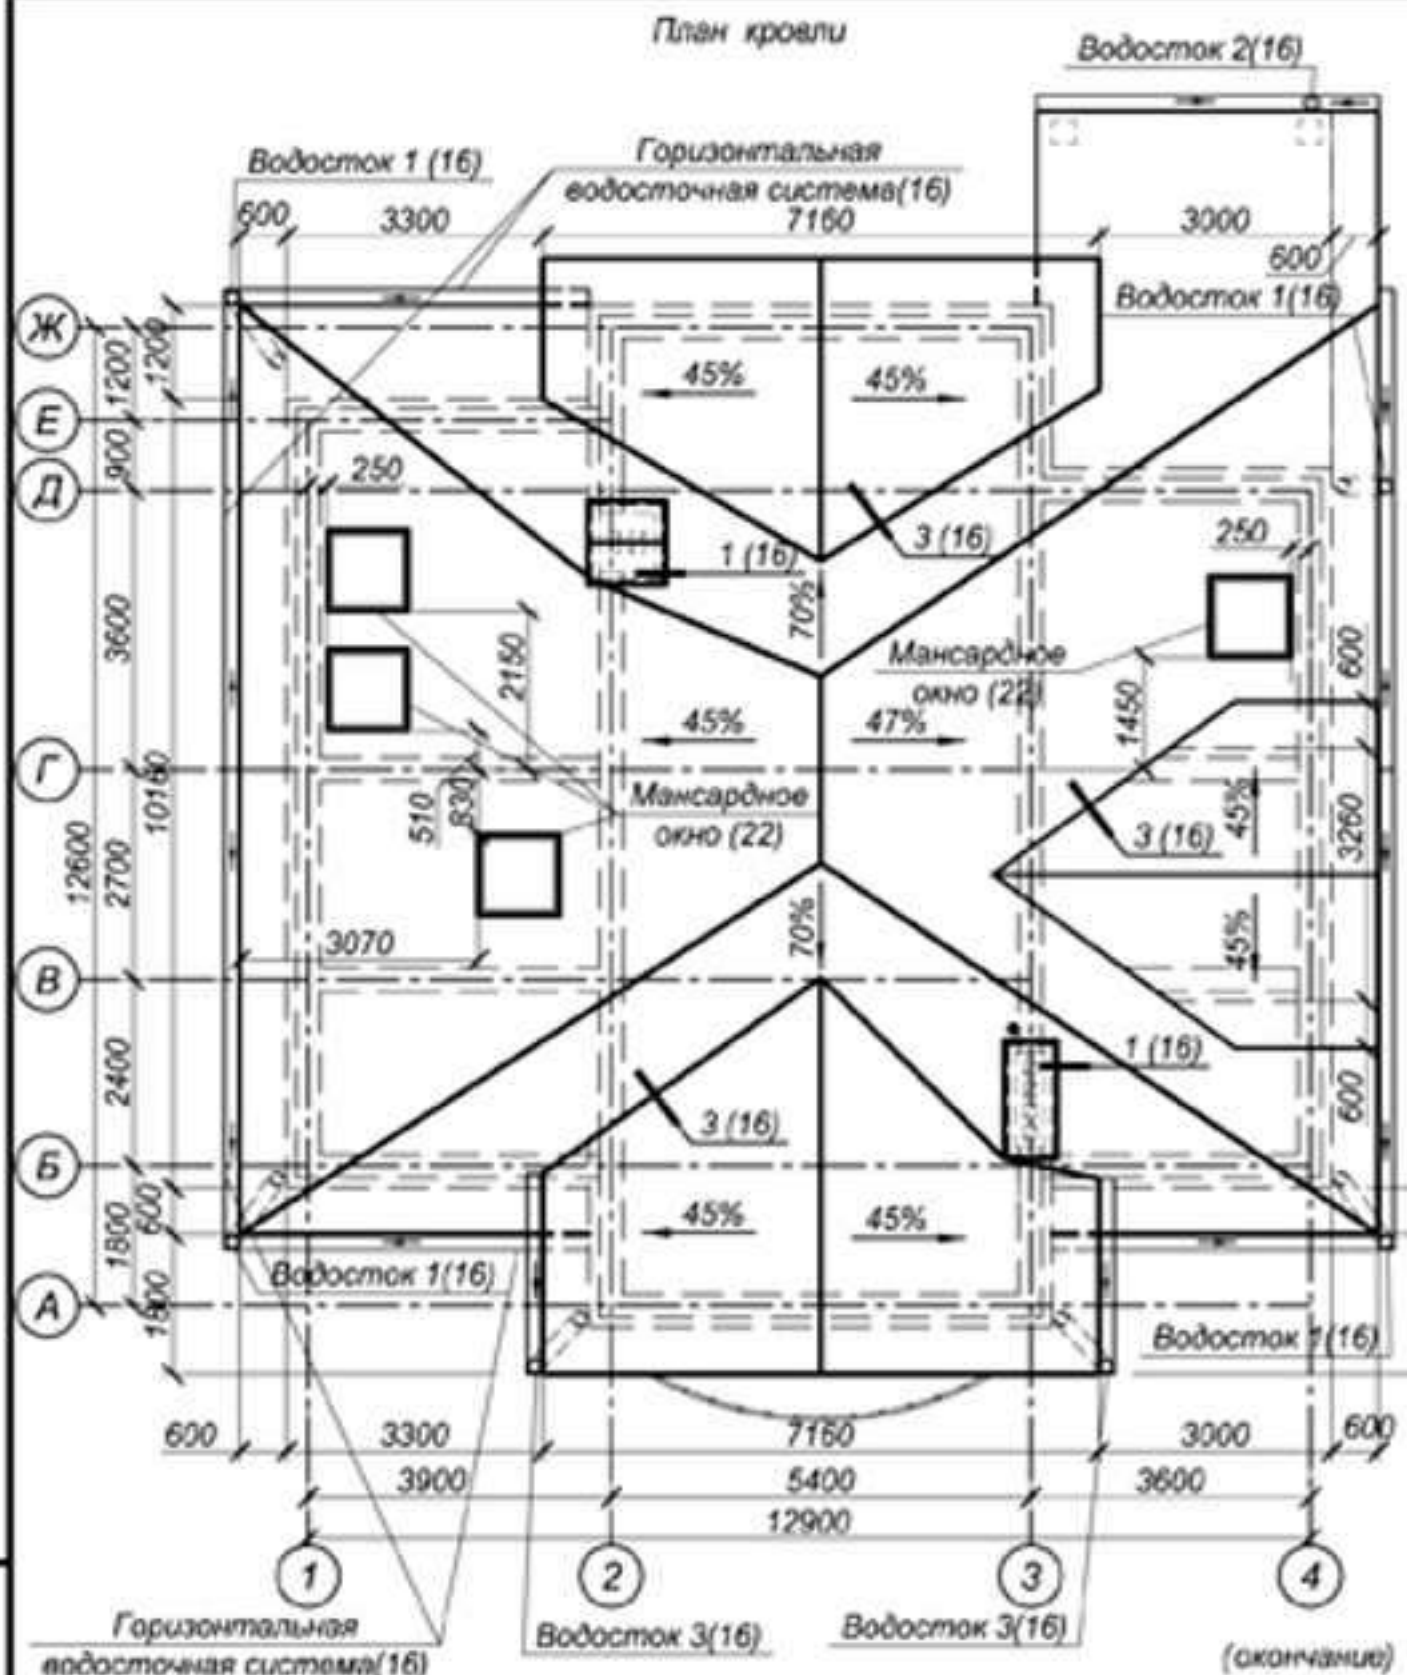 План кровли
Водосток 2(16)
Водосток 1 (16)
Горизонтальная
водосточная система(16)
600
3300
7160
3000
600
Водосток 1(16)
Ж
1200
1200
45%
45%
Е
900
Д
250
3 (16)
250
1 (16)
70%
3600
2150
Мансардное
окно (22)
600
1450
45%
47%
Г
10160
510
830
Мансардное
окно (22)
45%
3 (16)
3260
12600
2700
3070
70%
45%
В
2400
1 (16)
600
3 (16)
Б
600
1800
45%
45%
Водосток 1(16)
А
1800
Водосток 1(16)
600
3300
7160
3000
600
3900
5400
3600
12900
1
2
3
4
Горизонтальная
водосточная система(16)
Водосток 3(16)
Водосток 3(16)
(окончание)